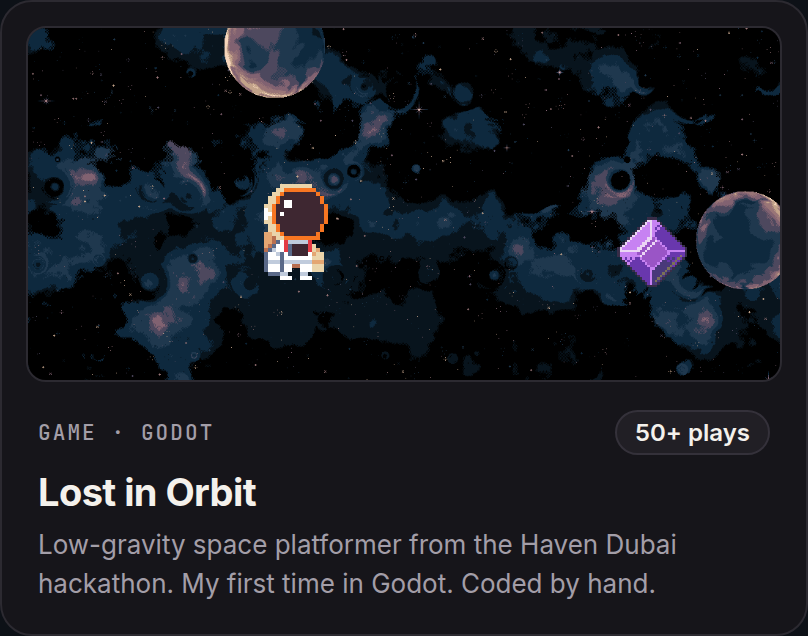 GAME · GODOT
50+ plays
Lost in Orbit
Low-gravity space platformer from the Haven Dubai
hackathon. My first time in Godot. Coded by hand.